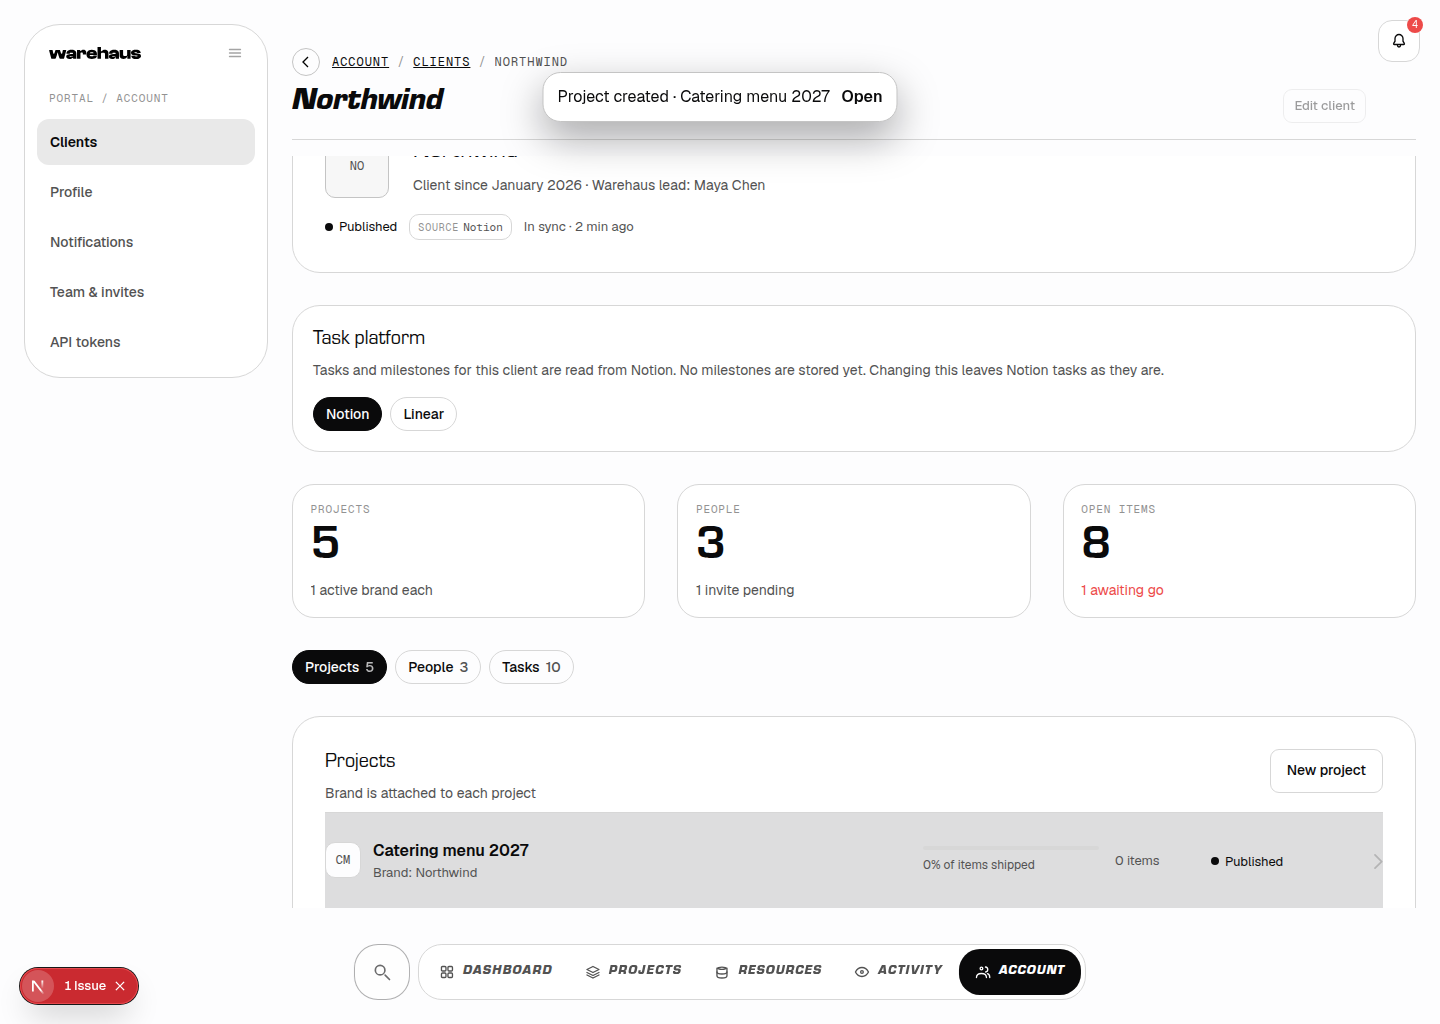 warehaus
PORTAL / ACCOUNT
Clients
Profile
Notifications
Team & invites
API tokens
ACCOUNT / CLIENTS / NORTHWIND
Northwind
Project created · Catering menu 2027 Open
Edit client
4
NO
Client since January 2026 · Warehaus lead: Maya Chen
Published SOURCE Notion In sync · 2 min ago
Task platform
Tasks and milestones for this client are read from Notion. No milestones are stored yet. Changing this leaves Notion tasks as they are.
Notion Linear
PROJECTS
5
1 active brand each
PEOPLE
3
1 invite pending
OPEN ITEMS
8
1 awaiting go
Projects 5 People 3 Tasks 10
Projects
Brand is attached to each project
New project
CM
Catering menu 2027
Brand: Northwind
0% of items shipped
0 items
Published
N 1 Issue
DASHBOARD PROJECTS RESOURCES ACTIVITY ACCOUNT